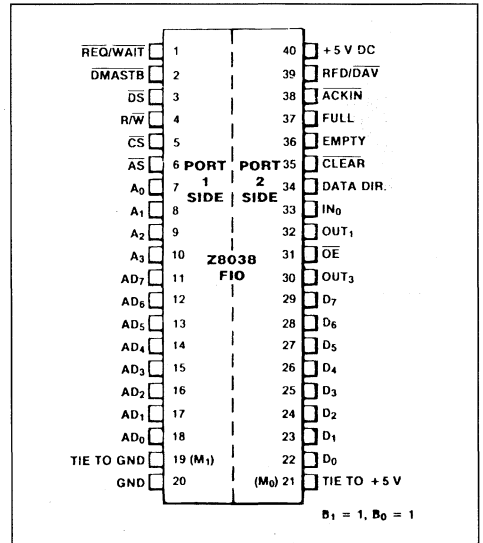 REQ/WAIT 1 40 +5 V DC
DMASTB 2 39 RFD/DAV
DS 3 38 ACKIN
R/W 4 37 FULL
CS 5 36 EMPTY
AS 6 PORT PORT 35 CLEAR
A₀ 7 1 2 34 DATA DIR.
A₁ 8 SIDE SIDE 33 IN₀
A₂ 9 32 OUT₁
A₃ 10 Z8038 31 OE
AD₇ 11 FIO 30 OUT₃
AD₆ 12 29 D₇
AD₅ 13 28 D₆
AD₄ 14 27 D₅
AD₃ 15 26 D₄
AD₂ 16 25 D₃
AD₁ 17 24 D₂
AD₀ 18 23 D₁
TIE TO GND 19 (M₁) 22 D₀
GND 20 (M₀) 21 TIE TO +5 V
B₁ = 1, B₀ = 1